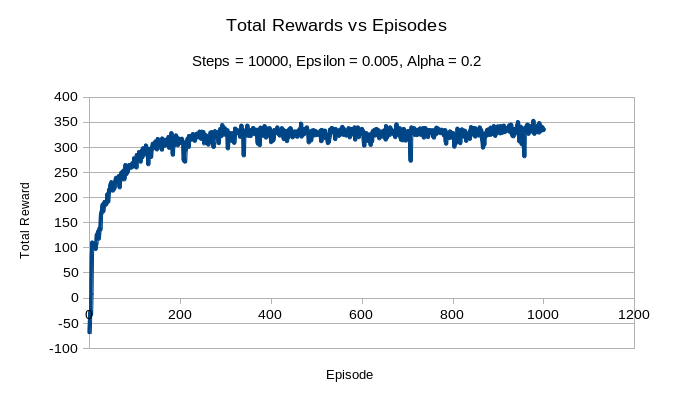 Total Rewards vs Episodes
Steps = 10000, Epsilon = 0.005, Alpha = 0.2
400
350
300
250
200
150
100
50
0
-50
-100
0 200 400 600 800 1000 1200
Total Reward
Episode